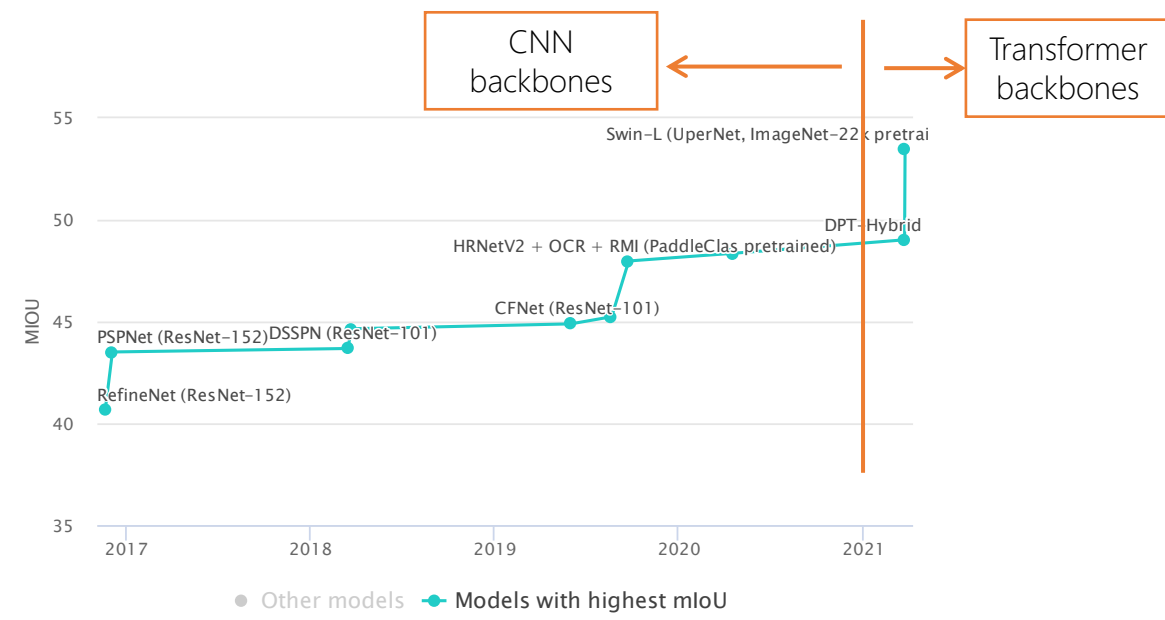 CNN
backbones
Transformer
backbones
55
Swin-L (UperNet, ImageNet-22k pretrai
50
DPT-Hybrid
HRNetV2 + OCR + RMI (PaddleClas pretrained)
CFNet (ResNet-101)
45
PSPNet (ResNet-152)
DSSPN (ResNet-101)
RefineNet (ResNet-152)
40
35
MIOU
2017
2018
2019
2020
2021
Other models
Models with highest mIoU